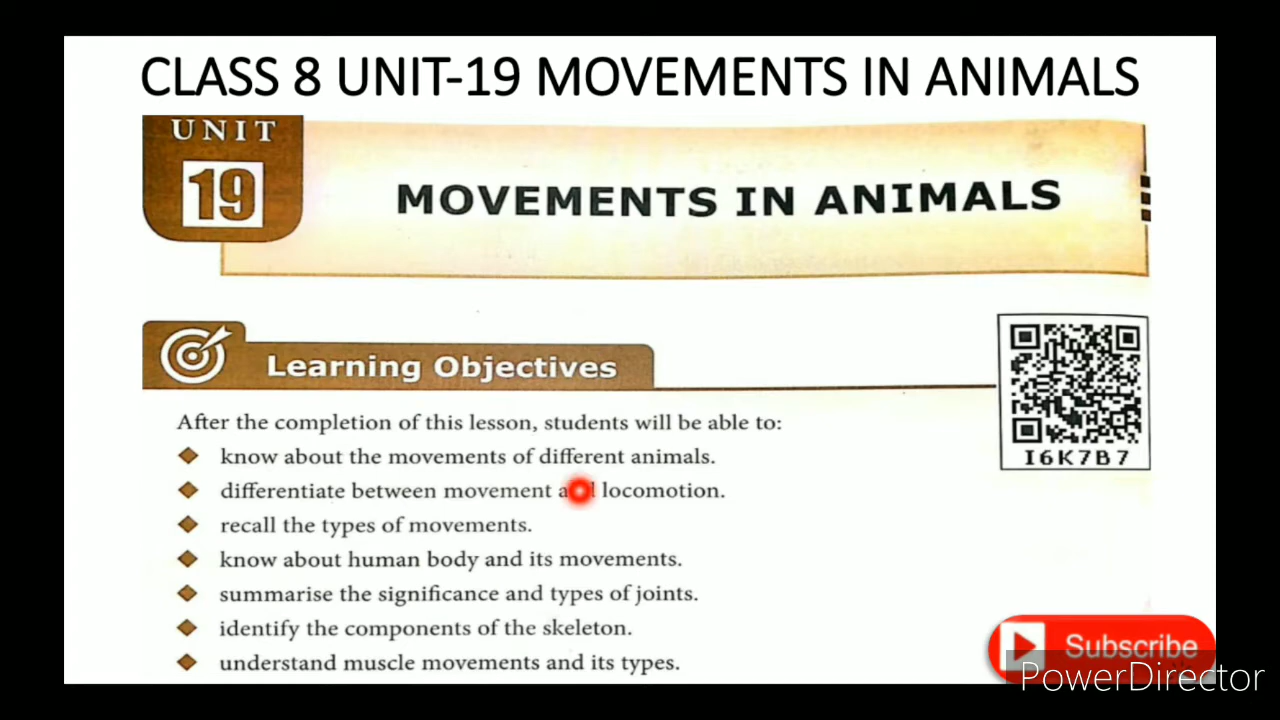 CLASS 8 UNIT-19 MOVEMENTS IN ANIMALS
UNIT
19
MOVEMENTS IN ANIMALS
Learning Objectives
I6K7B7
After the completion of this lesson, students will be able to:
know about the movements of different animals.
differentiate between movement and locomotion.
recall the types of movements.
know about human body and its movements.
summarise the significance and types of joints.
identify the components of the skeleton.
understand muscle movements and its types.
Subscribe
PowerDirector